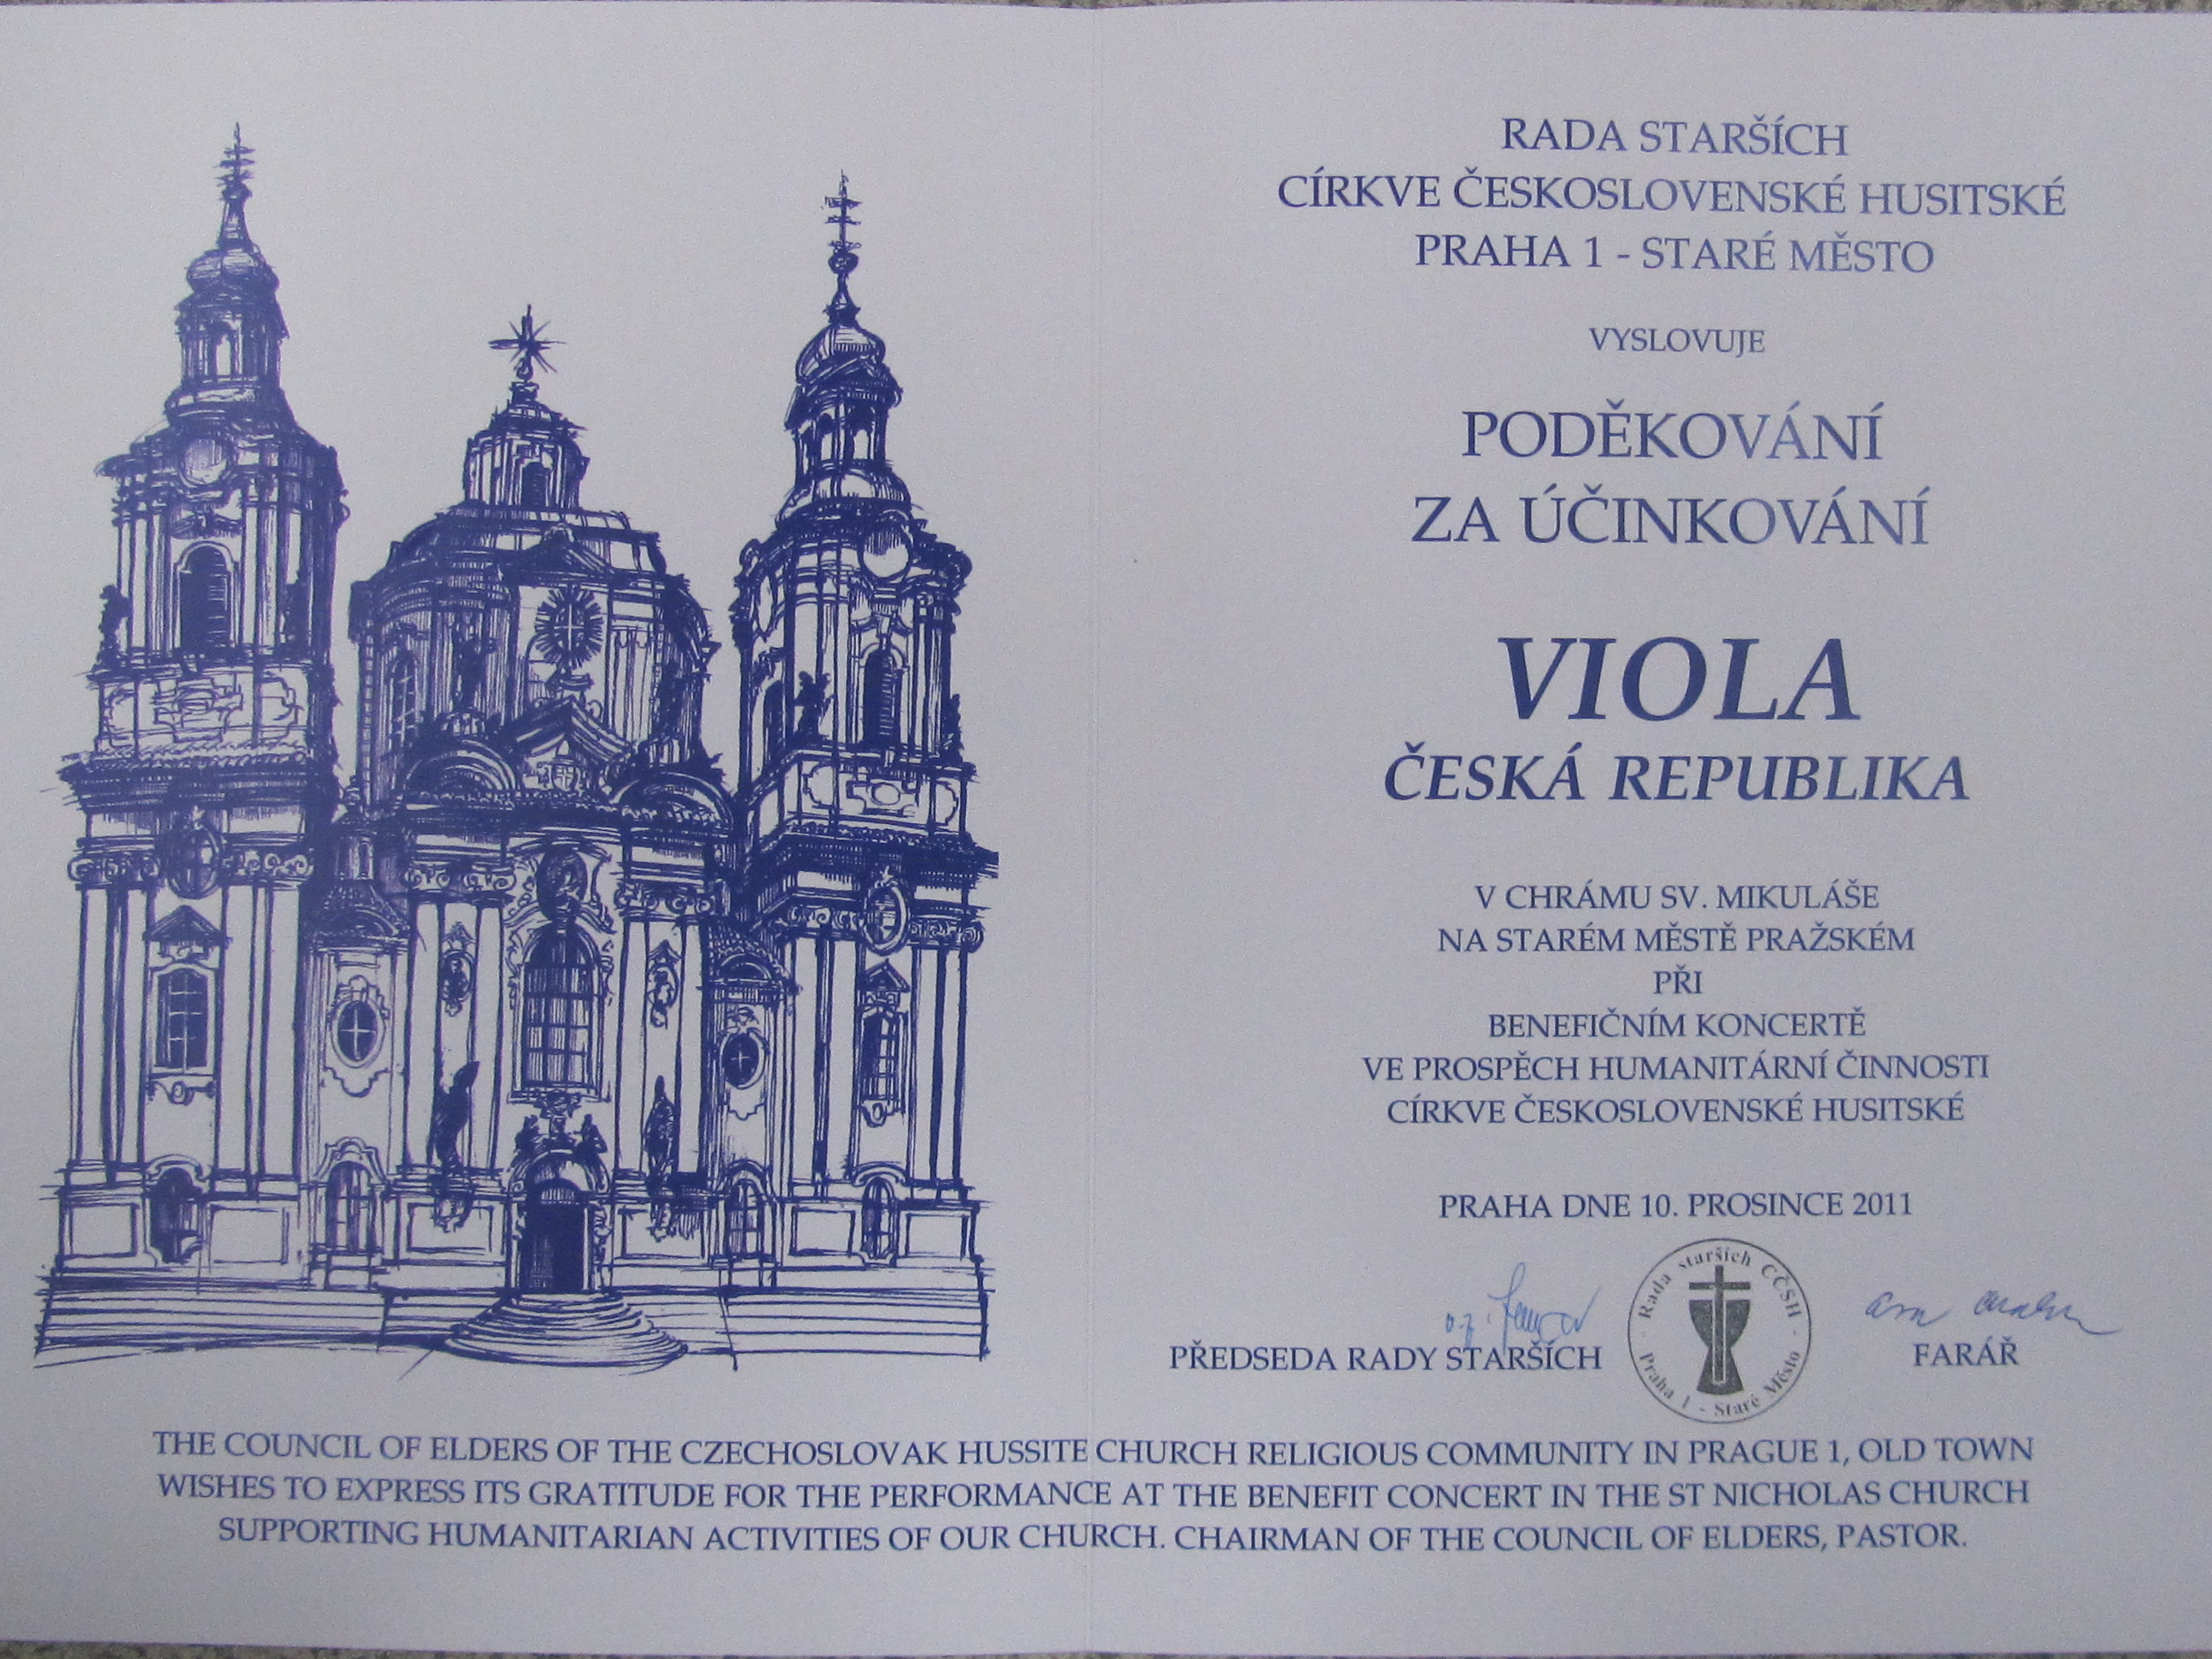 RADA STARŠÍCH
CÍRKVE ČESKOSLOVENSKÉ HUSITSKÉ
PRAHA 1 - STARÉ MĚSTO
VYSLOVUJE
PODĚKOVÁNÍ
ZA ÚČINKOVÁNÍ
VIOLA
ČESKÁ REPUBLIKA
V CHRÁMU SV. MIKULÁŠE
NA STARÉM MĚSTĚ PRAŽSKÉM
PŘI
BENEFIČNÍM KONCERTĚ
VE PROSPĚCH HUMANITÁRNÍ ČINNOSTI
CÍRKVE ČESKOSLOVENSKÉ HUSITSKÉ
PRAHA DNE 10. PROSINCE 2011
Rada starších CČSH
Praha 1 - Staré Město
PŘEDSEDA RADY STARŠÍCH
FARÁŘ
THE COUNCIL OF ELDERS OF THE CZECHOSLOVAK HUSSITE CHURCH RELIGIOUS COMMUNITY IN PRAGUE 1, OLD TOWN
WISHES TO EXPRESS ITS GRATITUDE FOR THE PERFORMANCE AT THE BENEFIT CONCERT IN THE ST NICHOLAS CHURCH
SUPPORTING HUMANITARIAN ACTIVITIES OF OUR CHURCH. CHAIRMAN OF THE COUNCIL OF ELDERS, PASTOR.